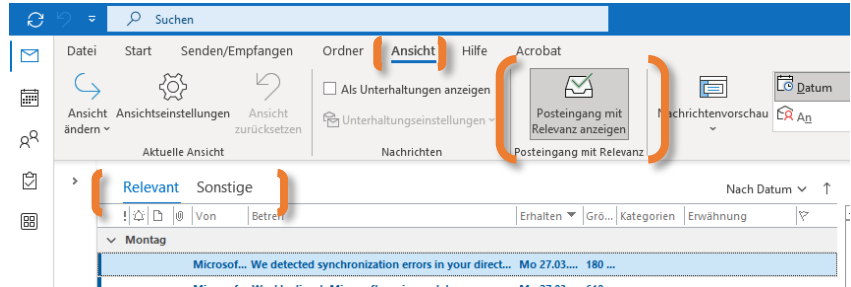 Suchen
Datei Start Senden/Empfangen Ordner Ansicht Hilfe Acrobat
Ansicht ändern
Ansichtseinstellungen
Ansicht zurücksetzen
Aktuelle Ansicht
Als Unterhaltungen anzeigen
Unterhaltungseinstellungen
Nachrichten
Posteingang mit
Relevanz anzeigen
Posteingang mit Relevanz
Nachrichtenvorschau
Datum
An
Relevant Sonstige
Nach Datum
! Von Betreff Erhalten Grö... Kategorien Erwähnung
Montag
Microsof... We detected synchronization errors in your direct... Mo 27.03.... 180 ...